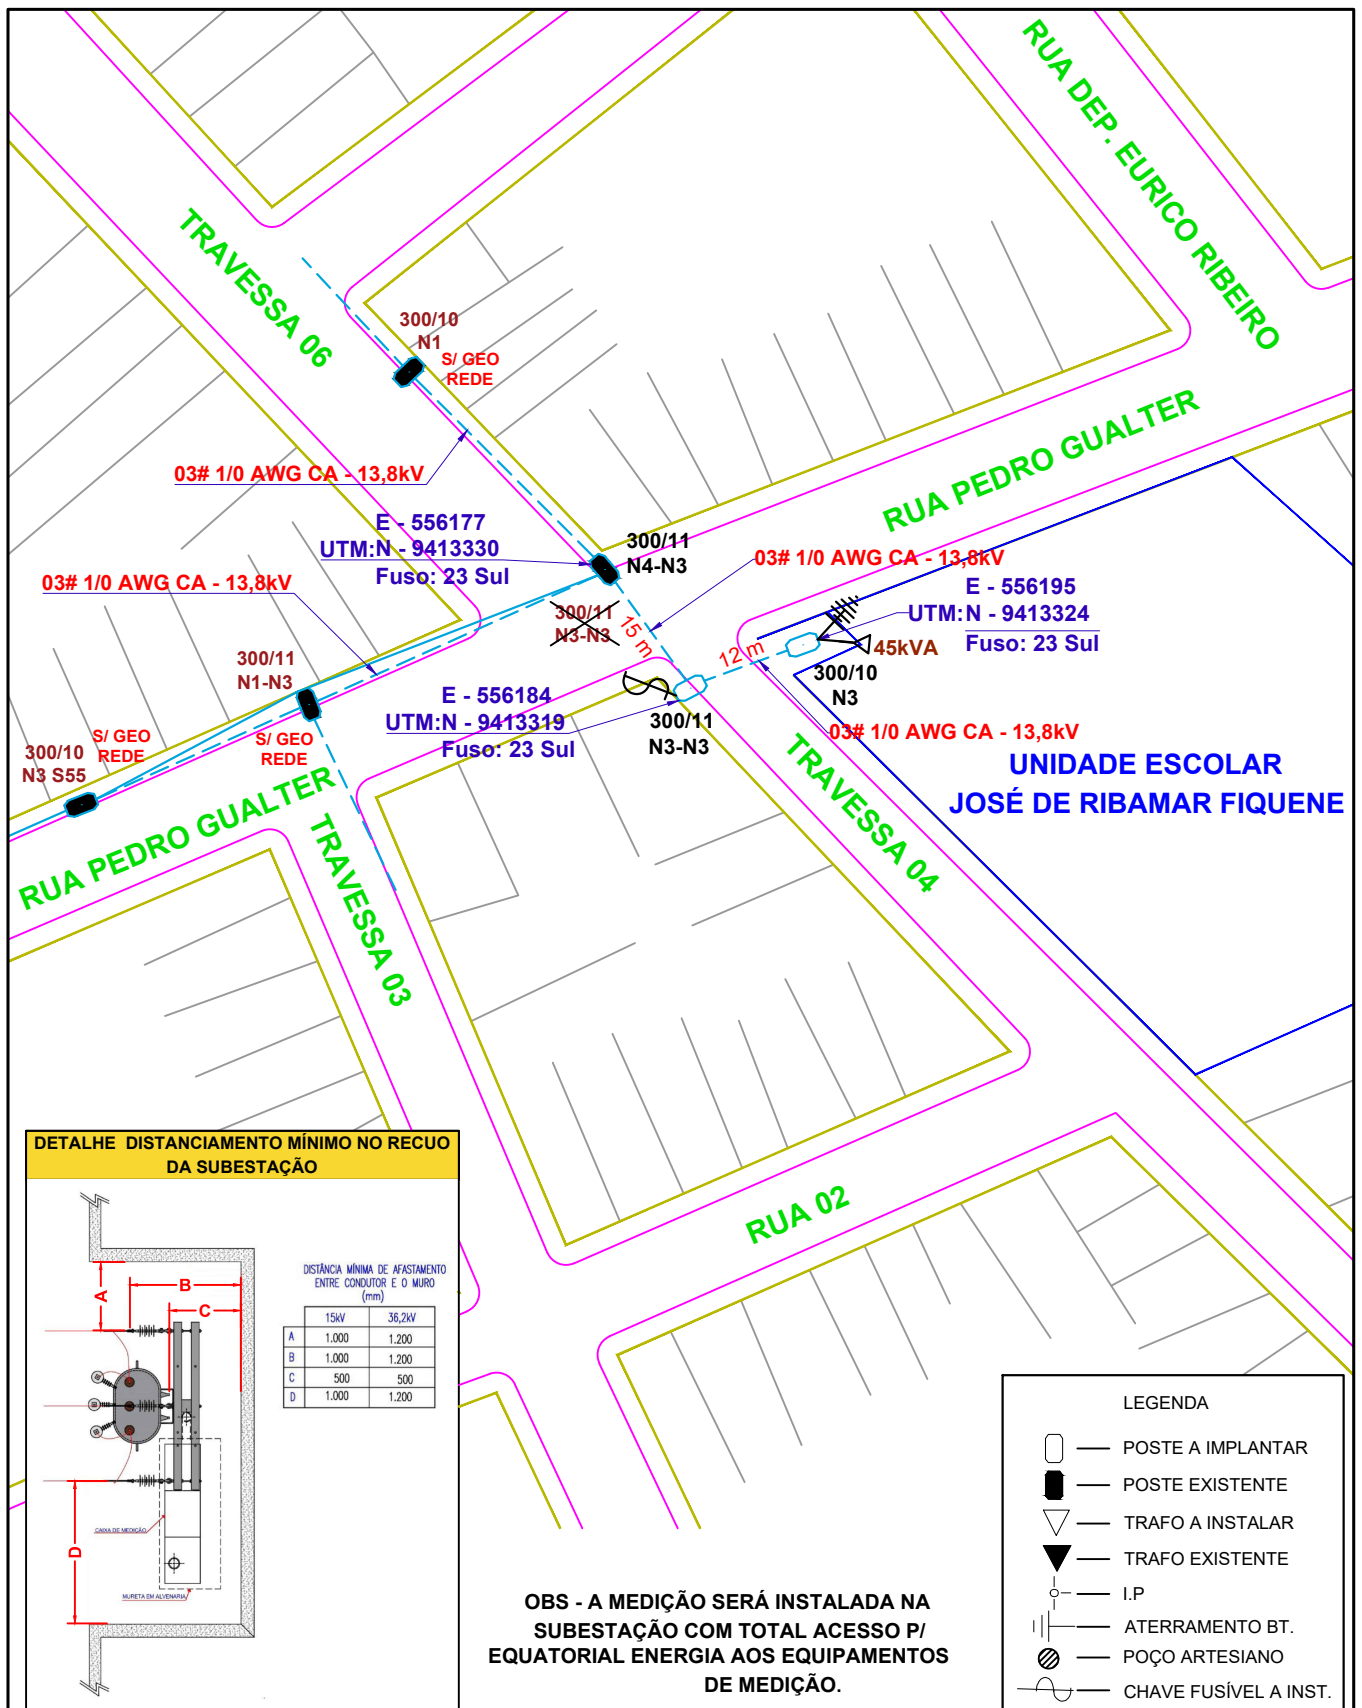 RUA DEP. EURICO RIBEIRO
TRAVESSA 06
300/10
N1
S/ GEO
REDE
RUA PEDRO GUALTER
03# 1/0 AWG CA - 13,8kV
E - 556177
UTM:N - 9413330
Fuso: 23 Sul
300/11
N4-N3
03# 1/0 AWG CA - 13,8kV
03# 1/0 AWG CA - 13,8kV
300/11
N3-N3
15 m
E - 556195
UTM:N - 9413324
Fuso: 23 Sul
12 m
45kVA
300/10
N3
300/11
N1-N3
S/ GEO
REDE
E - 556184
UTM:N - 9413319
Fuso: 23 Sul
300/11
N3-N3
03# 1/0 AWG CA - 13,8kV
300/10
N3 S55
S/ GEO
REDE
UNIDADE ESCOLAR
JOSÉ DE RIBAMAR FIQUENE
RUA PEDRO GUALTER
TRAVESSA 03
TRAVESSA 04
RUA 02
DETALHE DISTANCIAMENTO MÍNIMO NO RECUO
DA SUBESTAÇÃO
A
B
C
D
CAIXA DE MEDIÇÃO
MURETA EM ALVENARIA
DISTÂNCIA MÍNIMA DE AFASTAMENTO
ENTRE CONDUTOR E O MURO
(mm)
15kV 36,2kV
A 1.000 1.200
B 1.000 1.200
C 500 500
D 1.000 1.200
OBS - A MEDIÇÃO SERÁ INSTALADA NA
SUBESTAÇÃO COM TOTAL ACESSO P/
EQUATORIAL ENERGIA AOS EQUIPAMENTOS
DE MEDIÇÃO.
LEGENDA
POSTE A IMPLANTAR
POSTE EXISTENTE
TRAFO A INSTALAR
TRAFO EXISTENTE
I.P
ATERRAMENTO BT.
POÇO ARTESIANO
CHAVE FUSÍVEL A INST.